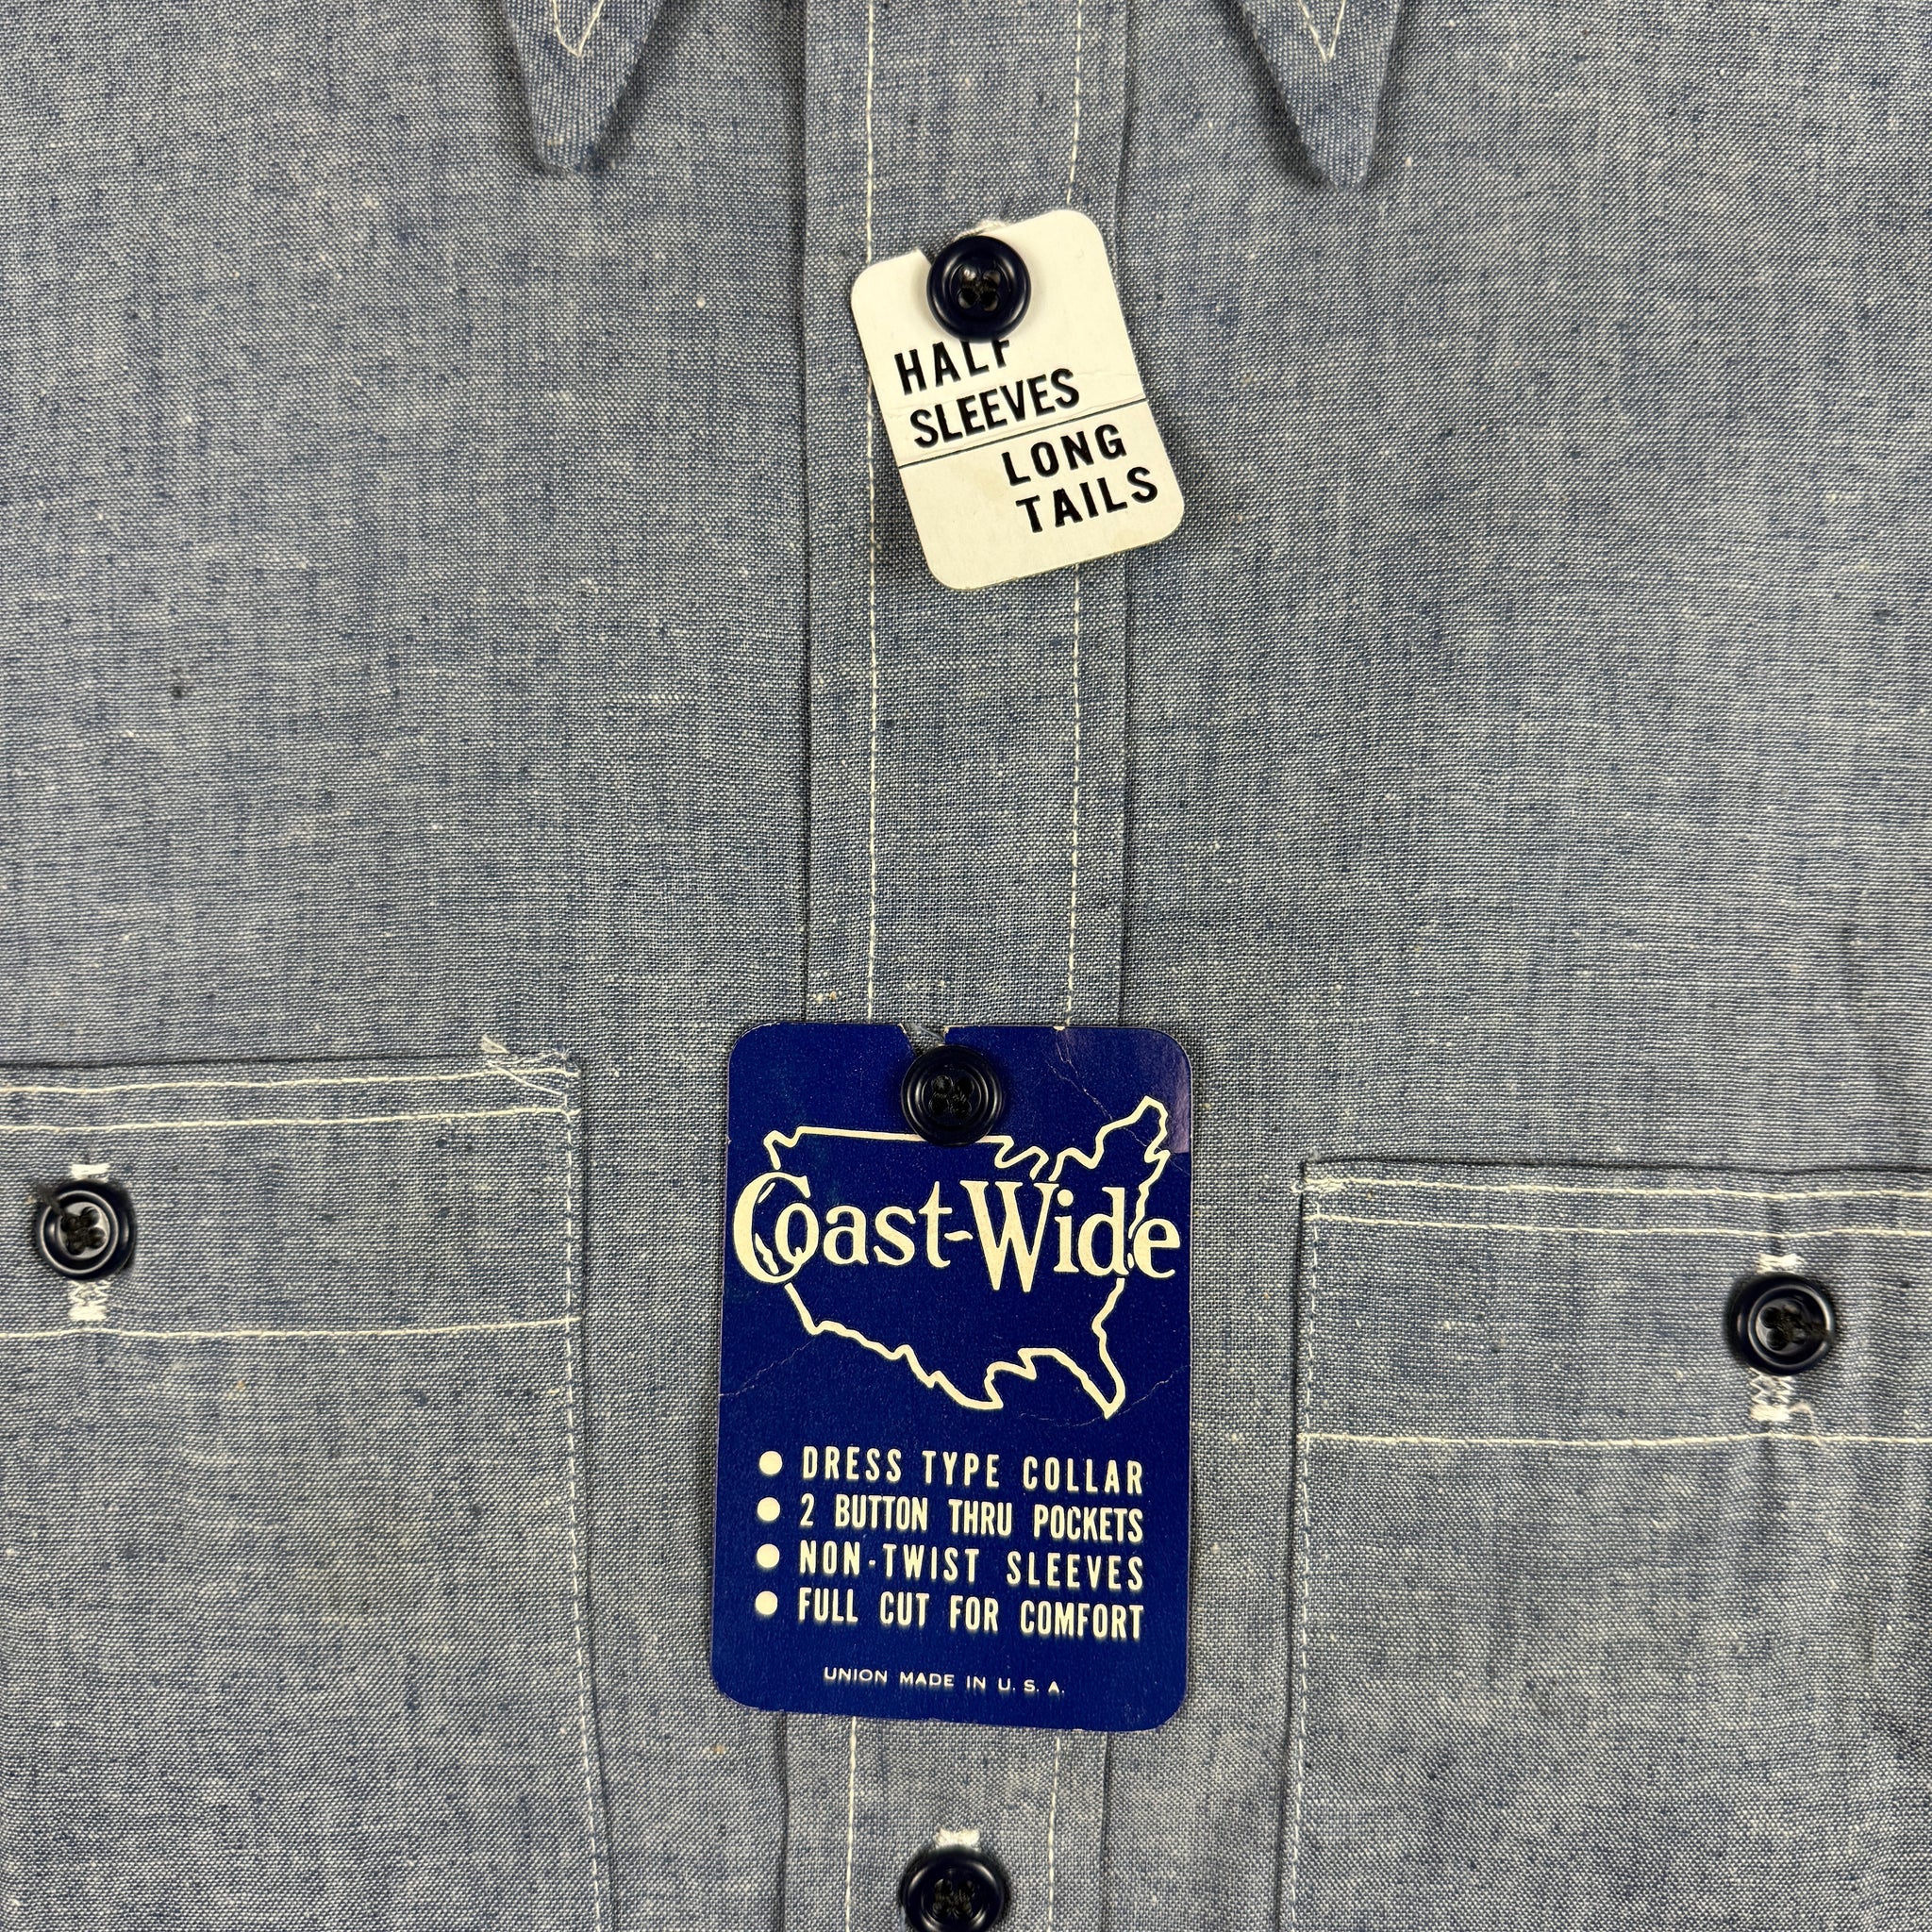 HALF
SLEEVES
LONG
TAILS
Coast-Wide
● DRESS TYPE COLLAR
● 2 BUTTON THRU POCKETS
● NON-TWIST SLEEVES
● FULL CUT FOR COMFORT
UNION MADE IN U.S.A.